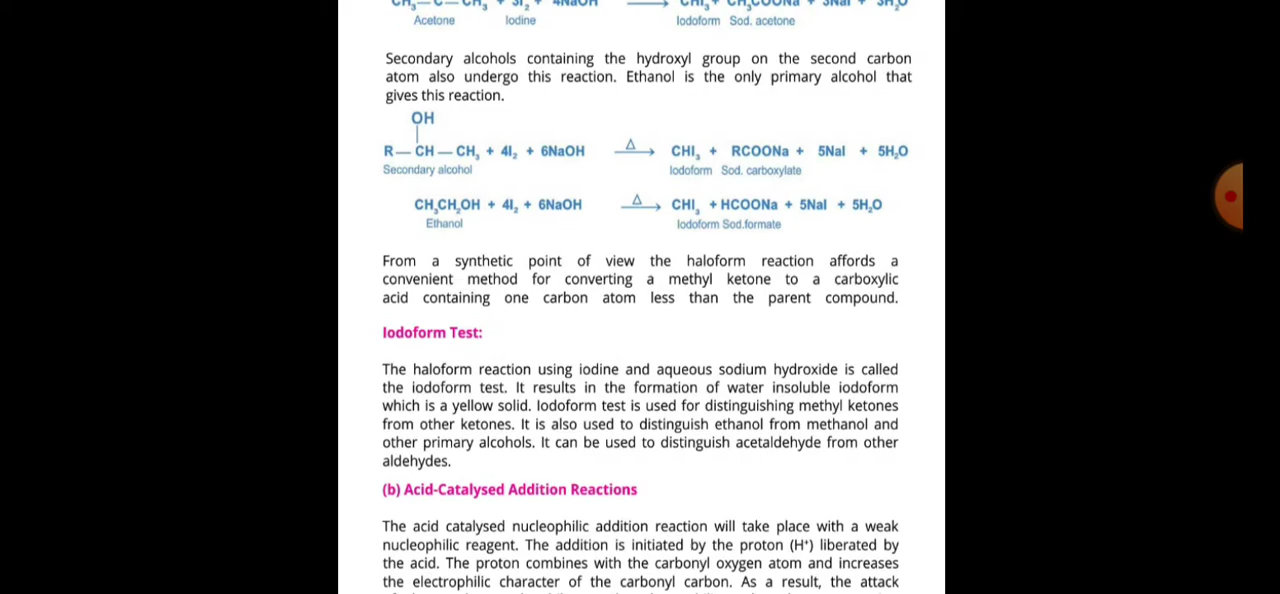 CH₃—C—CH₃ + 3I₂ + 4NaOH → CHI₃ + CH₃COONa + 3NaI + 3H₂O
Acetone Iodine Iodoform Sod. acetone
Secondary alcohols containing the hydroxyl group on the second carbon
atom also undergo this reaction. Ethanol is the only primary alcohol that
gives this reaction.
OH
R—CH—CH₃ + 4I₂ + 6NaOH Δ→ CHI₃ + RCOONa + 5NaI + 5H₂O
Secondary alcohol Iodoform Sod. carboxylate
CH₃CH₂OH + 4I₂ + 6NaOH Δ→ CHI₃ + HCOONa + 5NaI + 5H₂O
Ethanol Iodoform Sod.formate
From a synthetic point of view the haloform reaction affords a
convenient method for converting a methyl ketone to a carboxylic
acid containing one carbon atom less than the parent compound.
Iodoform Test:
The haloform reaction using iodine and aqueous sodium hydroxide is called
the iodoform test. It results in the formation of water insoluble iodoform
which is a yellow solid. Iodoform test is used for distinguishing methyl ketones
from other ketones. It is also used to distinguish ethanol from methanol and
other primary alcohols. It can be used to distinguish acetaldehyde from other
aldehydes.
(b) Acid-Catalysed Addition Reactions
The acid catalysed nucleophilic addition reaction will take place with a weak
nucleophilic reagent. The addition is initiated by the proton (H⁺) liberated by
the acid. The proton combines with the carbonyl oxygen atom and increases
the electrophilic character of the carbonyl carbon. As a result, the attack